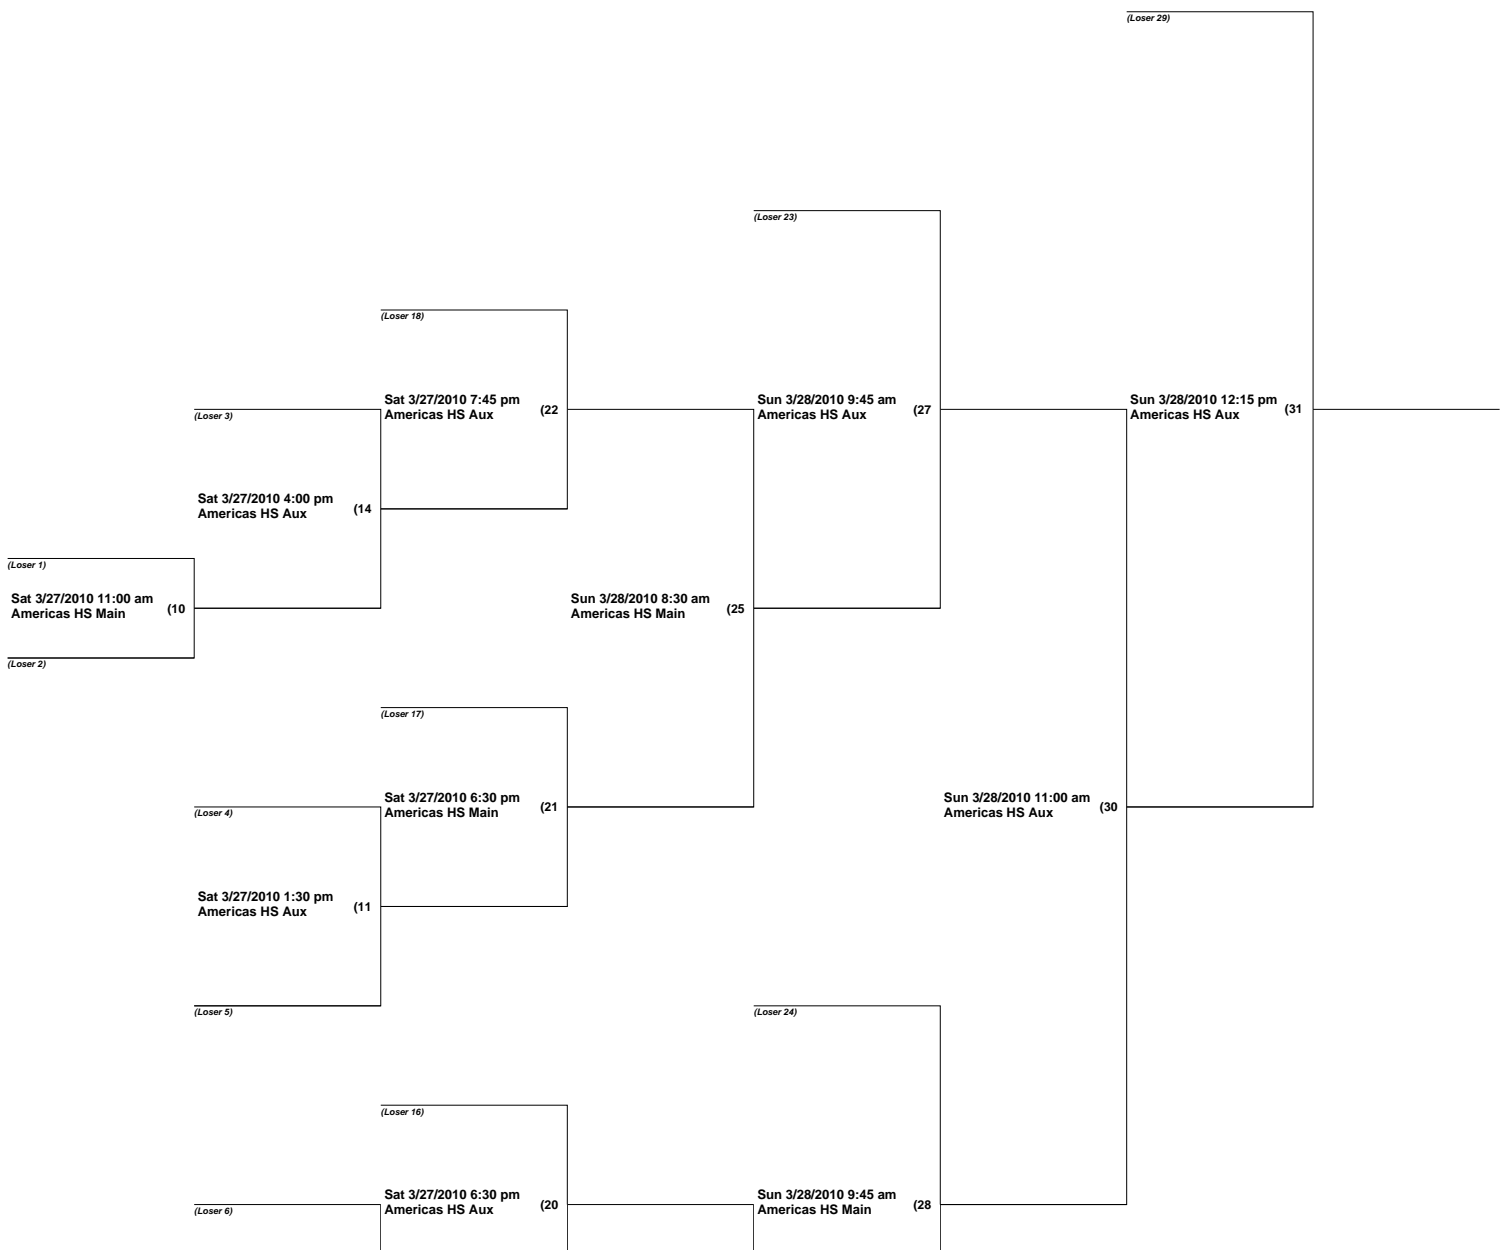 (Loser 29)
(Loser 23)
(Loser 18)
Sat 3/27/2010 7:45 pm
Americas HS Aux (22
Sun 3/28/2010 9:45 am
Americas HS Aux (27
Sun 3/28/2010 12:15 pm
Americas HS Aux (31
(Loser 3)
Sat 3/27/2010 4:00 pm
Americas HS Aux (14
(Loser 1)
Sat 3/27/2010 11:00 am
Americas HS Main (10
Sun 3/28/2010 8:30 am
Americas HS Main (25
(Loser 2)
(Loser 17)
Sat 3/27/2010 6:30 pm
Americas HS Main (21
Sun 3/28/2010 11:00 am
Americas HS Aux (30
(Loser 4)
Sat 3/27/2010 1:30 pm
Americas HS Aux (11
(Loser 5)
(Loser 24)
(Loser 16)
Sat 3/27/2010 6:30 pm
Americas HS Aux (20
Sun 3/28/2010 9:45 am
Americas HS Main (28
(Loser 6)